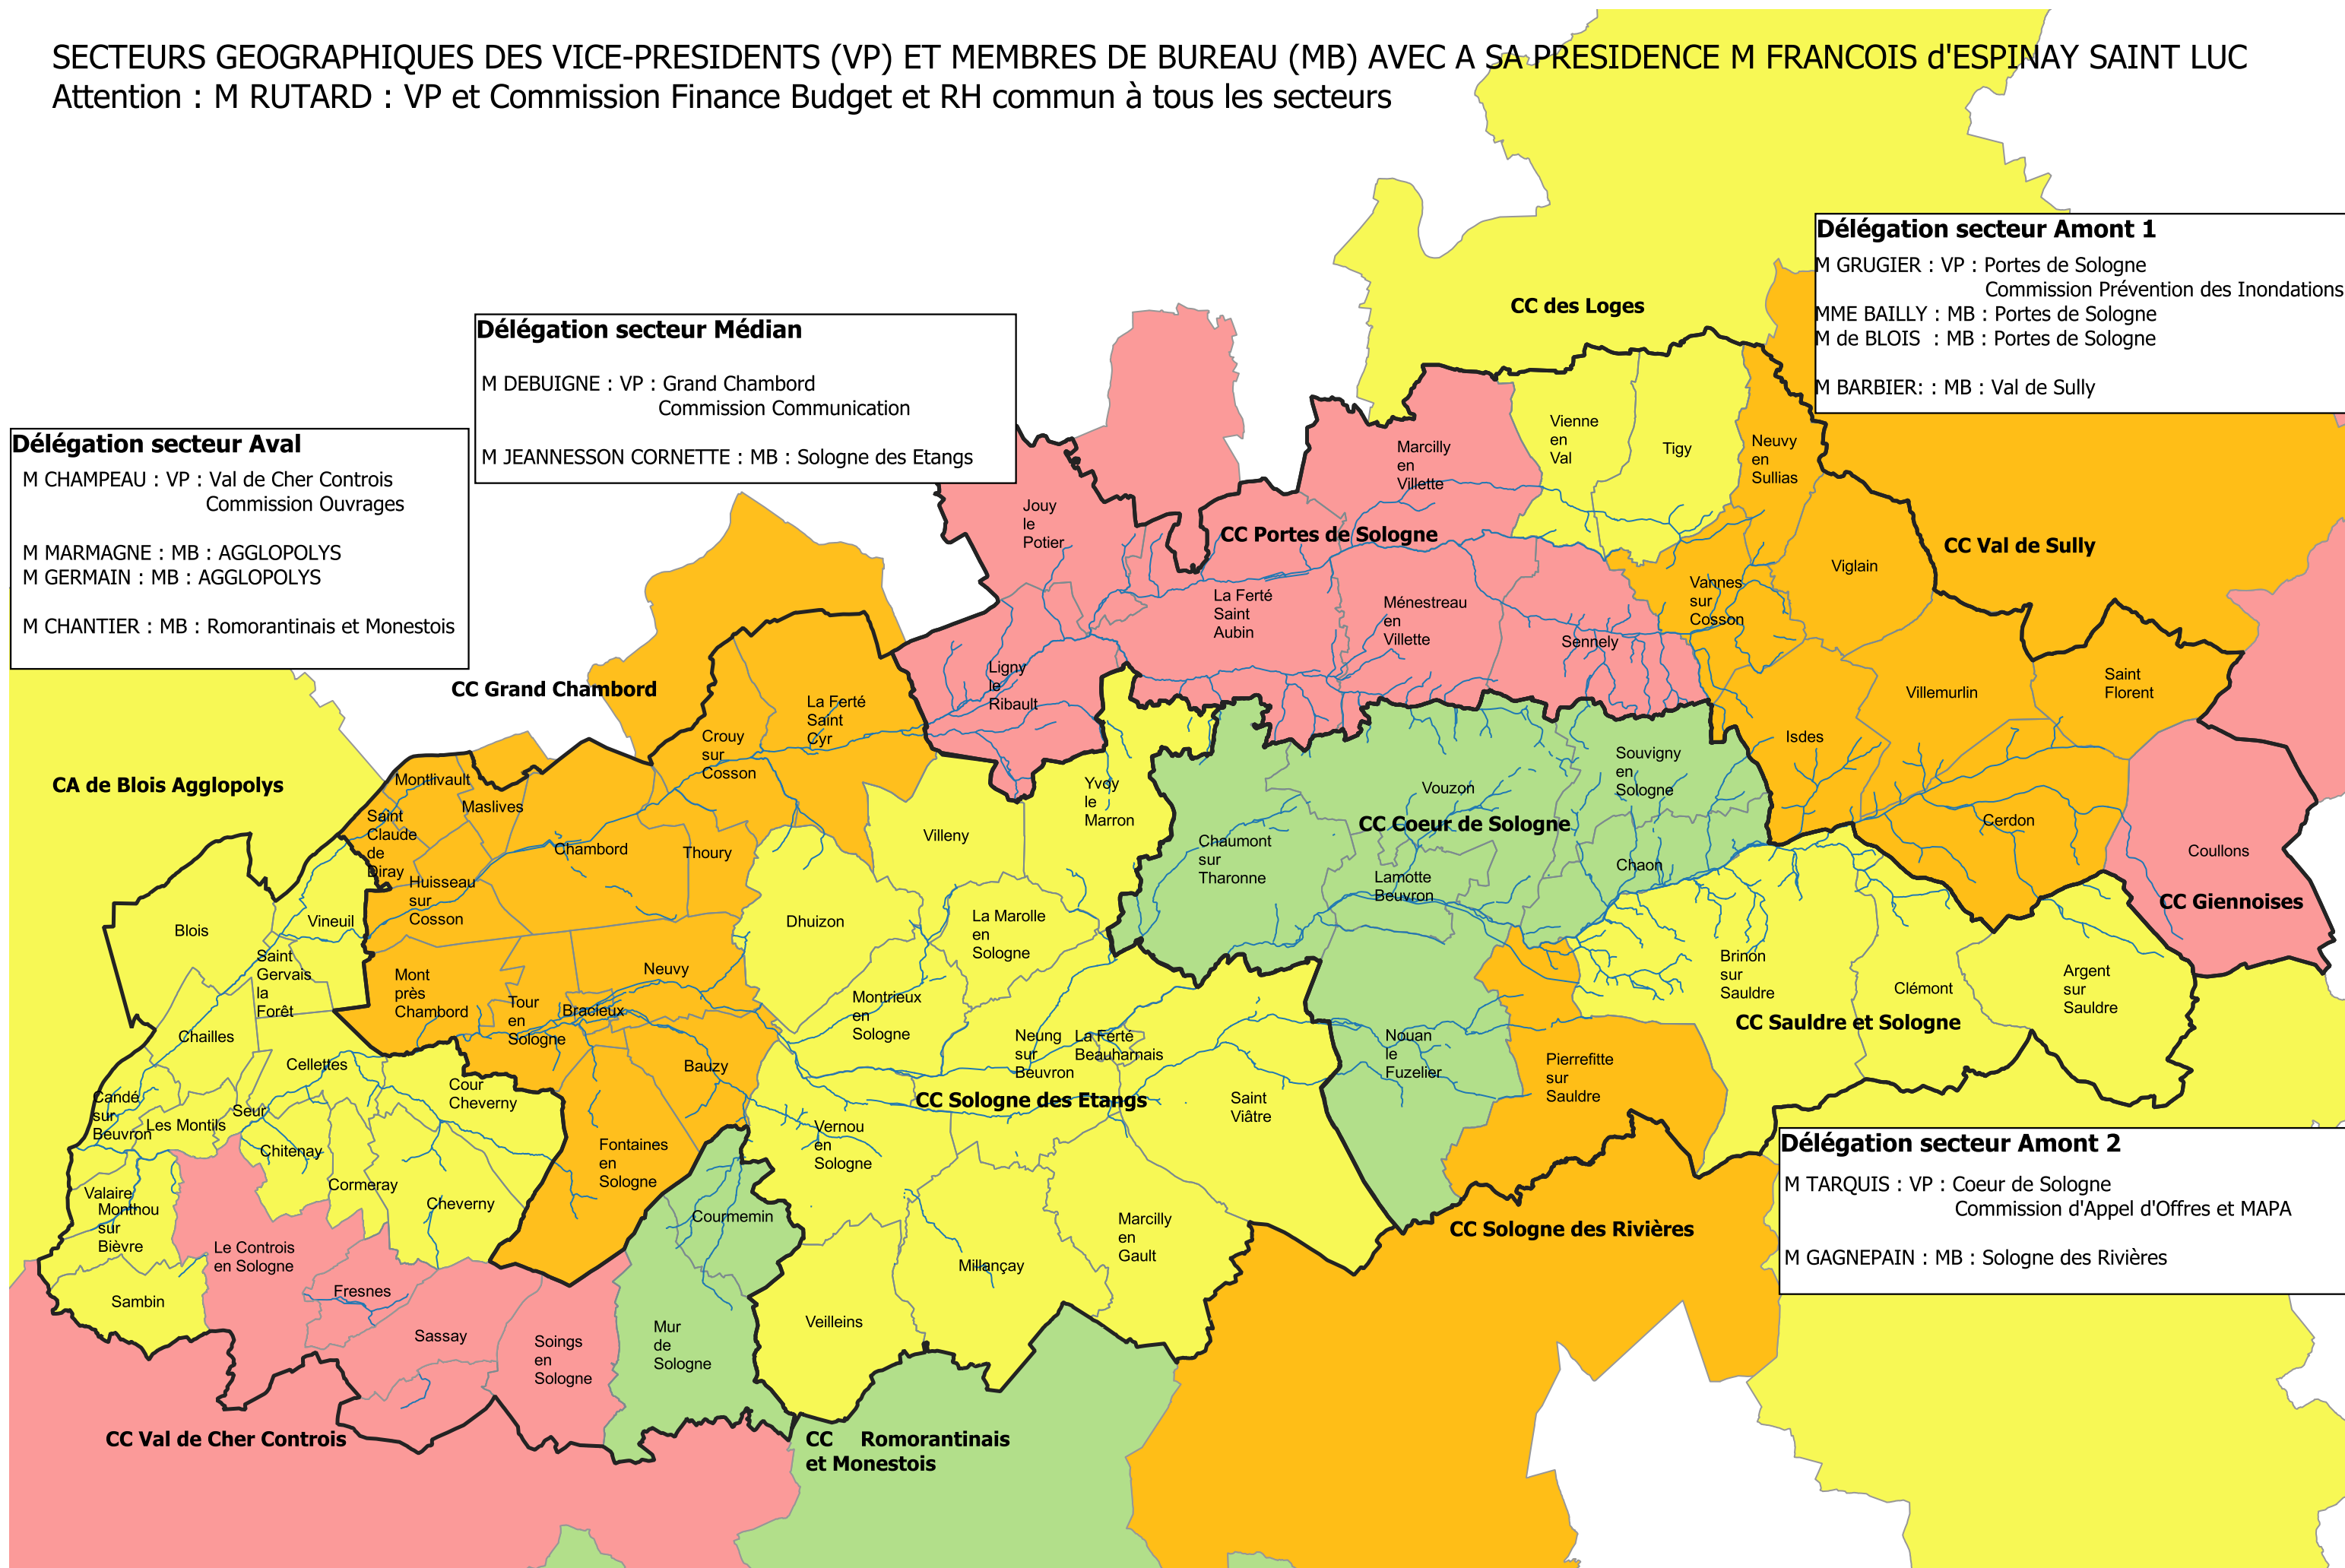 SECTEURS GEOGRAPHIQUES DES VICE-PRESIDENTS (VP) ET MEMBRES DE BUREAU (MB) AVEC A SA PRESIDENCE M FRANCOIS d'ESPINAY SAINT LUC
Attention : M RUTARD : VP et Commission Finance Budget et RH commun à tous les secteurs
Délégation secteur Amont 1
M GRUGIER : VP : Portes de Sologne
Commission Prévention des Inondations
MME BAILLY : MB : Portes de Sologne
M de BLOIS : MB : Portes de Sologne
M BARBIER: : MB : Val de Sully
Délégation secteur Médian
M DEBUIGNE : VP : Grand Chambord
Commission Communication
M JEANNESSON CORNETTE : MB : Sologne des Etangs
Délégation secteur Aval
M CHAMPEAU : VP : Val de Cher Controis
Commission Ouvrages
M MARMAGNE : MB : AGGLOPOLYS
M GERMAIN : MB : AGGLOPOLYS
M CHANTIER : MB : Romorantinais et Monestois
CC des Loges
Vienne
en
Val
Tigy
Neuvy
en
Sullias
Marcilly
en
Villette
Jouy
le
Potier
CC Portes de Sologne
CC Val de Sully
Viglain
Vannes
sur
Cosson
La Ferté
Saint
Aubin
Ménestreau
en
Villette
Sennely
Ligny
le
Ribault
CC Grand Chambord
La Ferté
Saint
Cyr
Crouy
sur
Cosson
Villemurlin
Saint
Florent
Isdes
Souvigny
en
Sologne
Vouzon
Yvoy
le
Marron
CA de Blois Agglopolys
Montlivault
Maslives
Saint
Claude
de
Diray
Chambord
Thoury
Villeny
CC Coeur de Sologne
Chaumont
sur
Tharonne
Lamotte
Beuvron
Chaon
Cerdon
Coullons
CC Giennoises
Huisseau
sur
Cosson
Blois
Vineuil
Dhuizon
La Marolle
en
Sologne
Saint
Gervais
la
Forêt
Mont
près
Chambord
Neuvy
Tour
en
Sologne
Bracieux
Montrieux
en
Sologne
Brinon
sur
Sauldre
Clémont
Argent
sur
Sauldre
CC Sauldre et Sologne
Chailles
Cellettes
Cour
Cheverny
Bauzy
Neung
sur
Beuvron
La Ferté
Beauharnais
Nouan
le
Fuzelier
Pierrefitte
sur
Sauldre
CC Sologne des Etangs
Saint
Viâtre
Candé
sur
Beuvron
Seur
Les Montils
Chitenay
Vernou
en
Sologne
Fontaines
en
Sologne
Cormeray
Cheverny
Valaire
Monthou
sur
Bièvre
Courmemin
Marcilly
en
Gault
CC Sologne des Rivières
Délégation secteur Amont 2
M TARQUIS : VP : Coeur de Sologne
Commission d'Appel d'Offres et MAPA
M GAGNEPAIN : MB : Sologne des Rivières
Le Controis
en Sologne
Millançay
Fresnes
Sambin
Sassay
Soings
en
Sologne
Mur
de
Sologne
Veilleins
CC Val de Cher Controis
CC Romorantinais
et Monestois